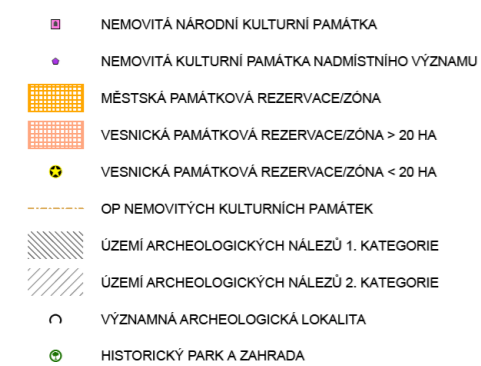 NEMOVITÁ NÁRODNÍ KULTURNÍ PAMÁTKA
NEMOVITÁ KULTURNÍ PAMÁTKA NADMÍSTNÍHO VÝZNAMU
MĚSTSKÁ PAMÁTKOVÁ REZERVACE/ZÓNA
VESNICKÁ PAMÁTKOVÁ REZERVACE/ZÓNA > 20 HA
VESNICKÁ PAMÁTKOVÁ REZERVACE/ZÓNA < 20 HA
OP NEMOVITÝCH KULTURNÍCH PAMÁTEK
ÚZEMÍ ARCHEOLOGICKÝCH NÁLEZŮ 1. KATEGORIE
ÚZEMÍ ARCHEOLOGICKÝCH NÁLEZŮ 2. KATEGORIE
VÝZNAMNÁ ARCHEOLOGICKÁ LOKALITA
HISTORICKÝ PARK A ZAHRADA